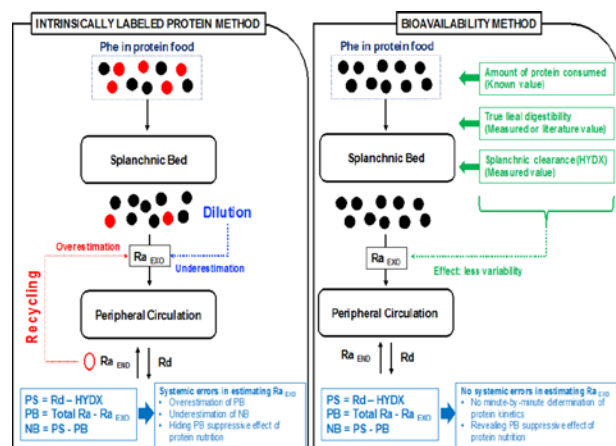 INTRINSICALLY LABELED PROTEIN METHOD
Phe in protein food
Splanchnic Bed
Dilution
Overestimation
Ra EXO
Underestimation
Recycling
Peripheral Circulation
Ra END
Rd
PS = Rd – HYDX
PB = Total Ra - Ra EXO
NB = PS - PB
Systemic errors in estimating Ra EXO
• Overestimation of PB
• Underestimation of NB
• Hiding PB suppressive effect of
protein nutrition
BIOAVAILABILITY METHOD
Phe in protein food
Amount of protein consumed
(Known value)
True ileal digestibility
(Measured or literature value)
Splanchnic Bed
Splanchnic clearance (HYDX)
(Measured value)
Ra EXO
Effect: less variability
Peripheral Circulation
Ra END
Rd
PS = Rd – HYDX
PB = Total Ra - Ra EXO
NB = PS - PB
No systemic errors in estimating Ra EXO
• No minute-by-minute determination of
protein kinetics
• Revealing PB suppressive effect of
protein nutrition